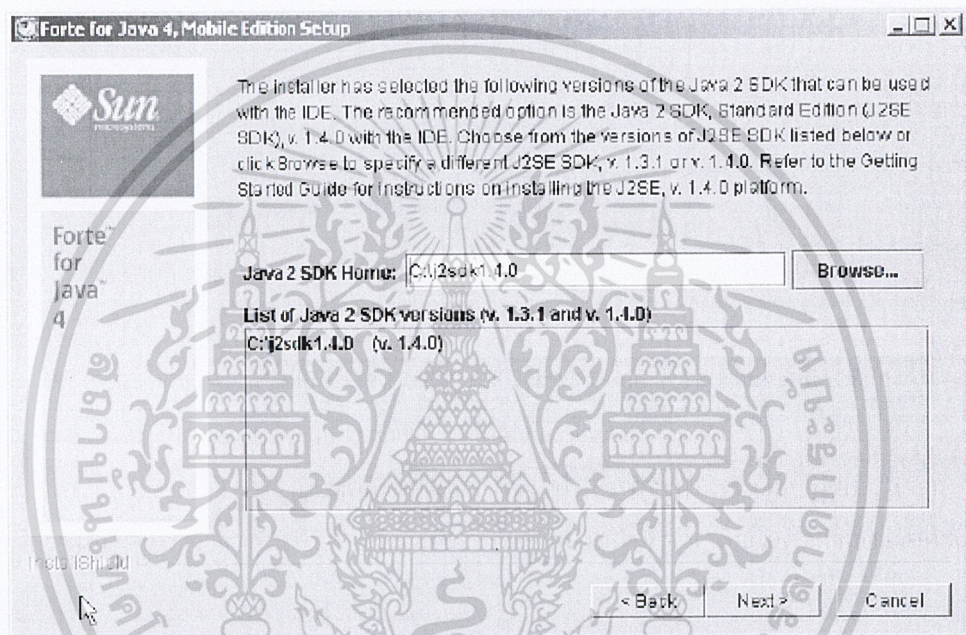 Forte for Java 4, Mobile Edition Setup
Sun
microsystems
The installer has selected the following versions of the Java 2 SDK that can be used
with the IDE. The recommended option is the Java 2 SDK, Standard Edition (J2SE
SDK), v. 1.4.0 with the IDE. Choose from the versions of J2SE SDK listed below or
click Browse to specify a different J2SE SDK, v. 1.3.1 or v. 1.4.0. Refer to the Getting
Started Guide for instructions on installing the J2SE, v. 1.4.0 platform.
Forte™
for
Java™
4
Java 2 SDK Home: C:\j2sdk1.4.0 Browse...
List of Java 2 SDK versions (v. 1.3.1 and v. 1.4.0)
C:\j2sdk1.4.0 (v. 1.4.0)
InstallShield
< Back Next > Cancel